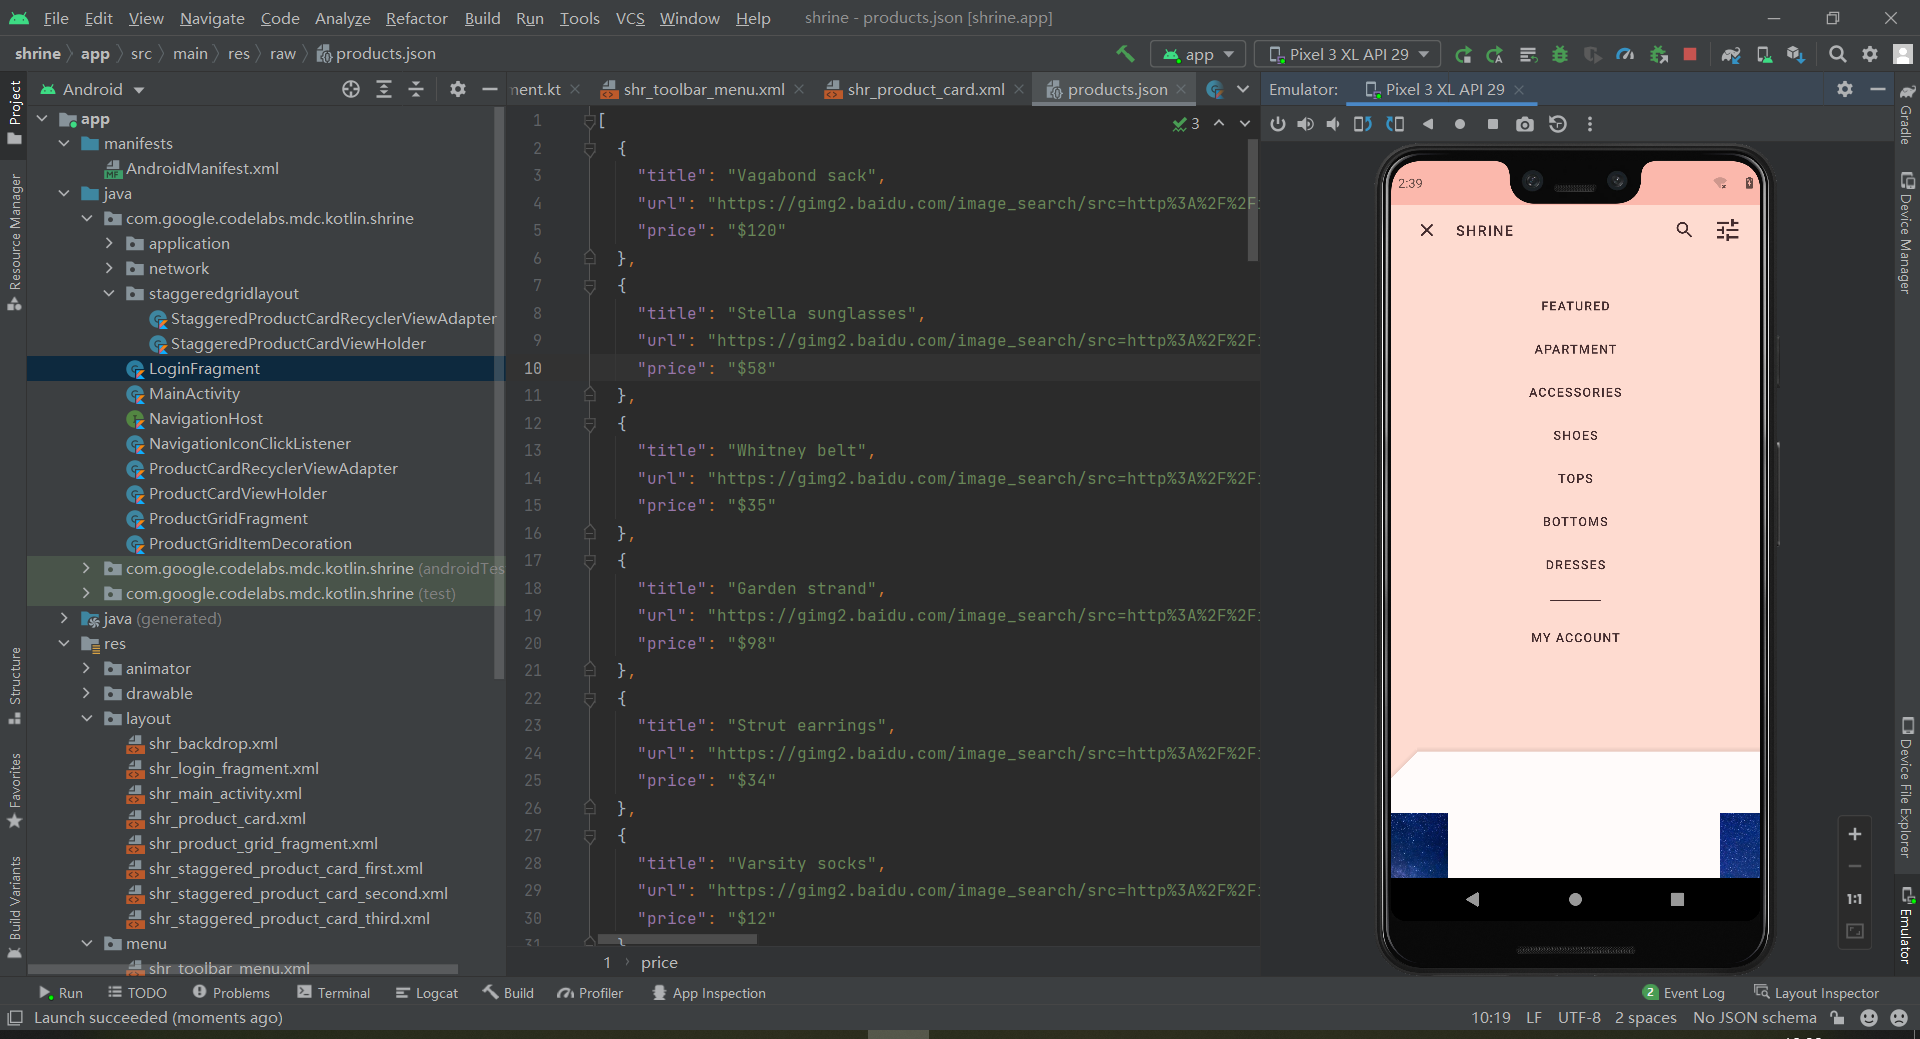 File Edit View Navigate Code Analyze Refactor Build Run Tools VCS Window Help shrine - products.json [shrine.app]
shrine app src main res raw products.json app Pixel 3 XL API 29
Project
Resource Manager
Structure
Favorites
Build Variants
Android
app
manifests
AndroidManifest.xml
java
com.google.codelabs.mdc.kotlin.shrine
application
network
staggeredgridlayout
StaggeredProductCardRecyclerViewAdapter
StaggeredProductCardViewHolder
LoginFragment
MainActivity
NavigationHost
NavigationIconClickListener
ProductCardRecyclerViewAdapter
ProductCardViewHolder
ProductGridFragment
ProductGridItemDecoration
com.google.codelabs.mdc.kotlin.shrine (androidTes
com.google.codelabs.mdc.kotlin.shrine (test)
java (generated)
res
animator
drawable
layout
shr_backdrop.xml
shr_login_fragment.xml
shr_main_activity.xml
shr_product_card.xml
shr_product_grid_fragment.xml
shr_staggered_product_card_first.xml
shr_staggered_product_card_second.xml
shr_staggered_product_card_third.xml
menu
shr_toolbar_menu.xml
ment.kt shr_toolbar_menu.xml shr_product_card.xml products.json
3
1 [
2 {
3 "title": "Vagabond sack",
4 "url": "https://gimg2.baidu.com/image_search/src=http%3A%2F%2F
5 "price": "$120"
6 },
7 {
8 "title": "Stella sunglasses",
9 "url": "https://gimg2.baidu.com/image_search/src=http%3A%2F%2F
10 "price": "$58"
11 },
12 {
13 "title": "Whitney belt",
14 "url": "https://gimg2.baidu.com/image_search/src=http%3A%2F%2F
15 "price": "$35"
16 },
17 {
18 "title": "Garden strand",
19 "url": "https://gimg2.baidu.com/image_search/src=http%3A%2F%2F
20 "price": "$98"
21 },
22 {
23 "title": "Strut earrings",
24 "url": "https://gimg2.baidu.com/image_search/src=http%3A%2F%2F
25 "price": "$34"
26 },
27 {
28 "title": "Varsity socks",
29 "url": "https://gimg2.baidu.com/image_search/src=http%3A%2F%2F
30 "price": "$12"
31 }
1 › price
Emulator: Pixel 3 XL API 29
2:39
SHRINE
FEATURED
APARTMENT
ACCESSORIES
SHOES
TOPS
BOTTOMS
DRESSES
MY ACCOUNT
1:1
Gradle
Device Manager
Device File Explorer
Emulator
Run TODO Problems Terminal Logcat Build Profiler App Inspection 2 Event Log Layout Inspector
Launch succeeded (moments ago) 10:19 LF UTF-8 2 spaces No JSON schema